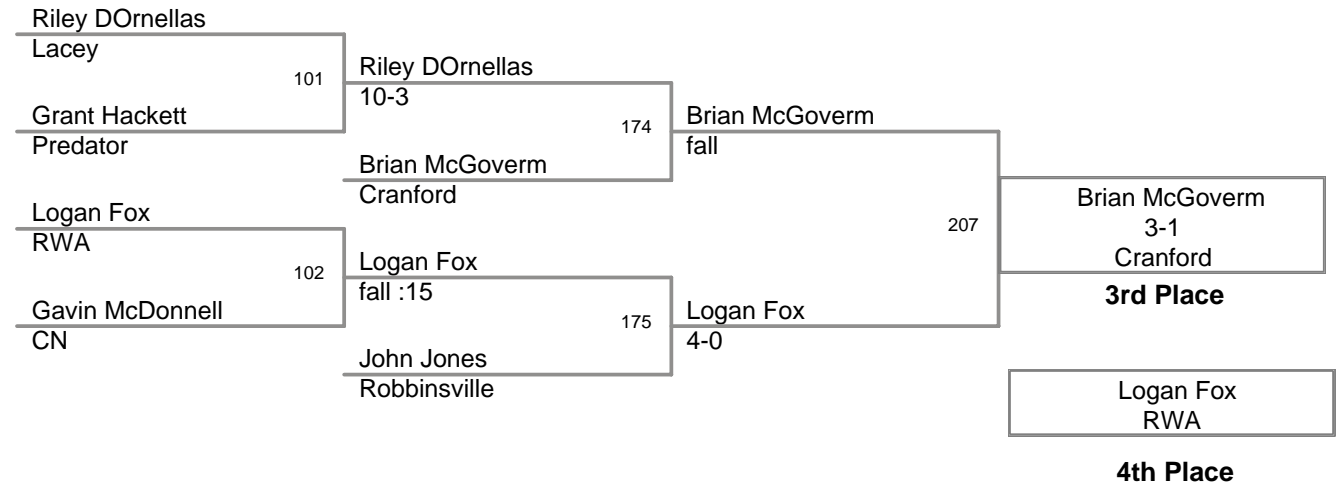 Riley DOrnellas
Lacey
101
Riley DOrnellas
10-3
Grant Hackett
Predator
174
Brian McGoverm
fall
Brian McGoverm
Cranford
Logan Fox
RWA
207
Brian McGoverm
3-1
Cranford
3rd Place
102
Logan Fox
fall :15
Gavin McDonnell
CN
175
Logan Fox
4-0
John Jones
Robbinsville
Logan Fox
RWA
4th Place